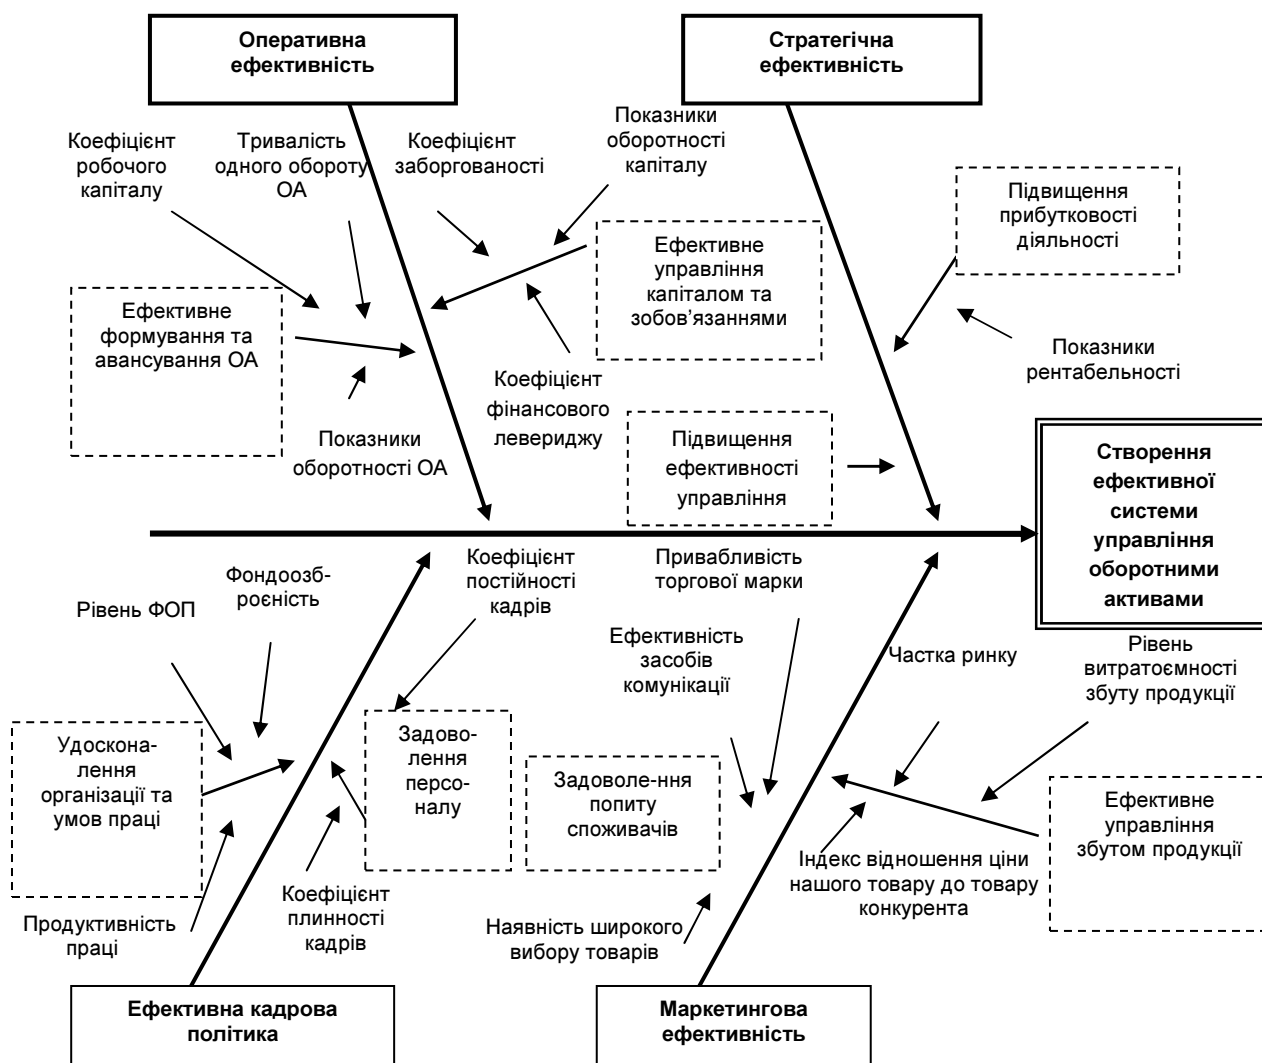 Оперативна
ефективність
Стратегічна
ефективність
Коефіцієнт
робочого
капіталу
Тривалість
одного обороту
ОА
Коефіцієнт
заборгованості
Показники
оборотності
капіталу
Підвищення
прибутковості
діяльності
Ефективне
управління
капіталом та
зобов’язаннями
Ефективне
формування та
авансування ОА
Показники
рентабельності
Коефіцієнт
фінансового
левериджу
Показники
оборотності ОА
Підвищення
ефективності
управління
Створення
ефективної
системи
управління
оборотними
активами
Фондоозб-
роєність
Рівень ФОП
Коефіцієнт
постійності
кадрів
Привабливість
торгової марки
Ефективність
засобів
комунікації
Частка ринку
Рівень
витратоємності
збуту продукції
Удоскона-
лення
організації та
умов праці
Задово-
лення
персо-
налу
Задоволе-ння
попиту
споживачів
Ефективне
управління
збутом продукції
Індекс відношення ціни
нашого товару до товару
конкурента
Продуктивність
праці
Коефіцієнт
плинності
кадрів
Наявність широкого
вибору товарів
Ефективна кадрова
політика
Маркетингова
ефективність